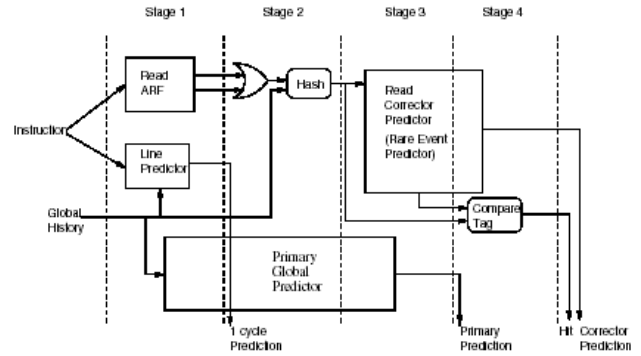 Stage 1
Stage 2
Stage 3
Stage 4
Read
ARF
Hash
Read
Corrector
Predictor
(Rare Event
Predictor)
Instruction
Line
Predictor
Global
History
Compare
Tag
Primary
Global
Predictor
1 cycle
Prediction
Primary
Prediction
Hit
Corrector
Prediction